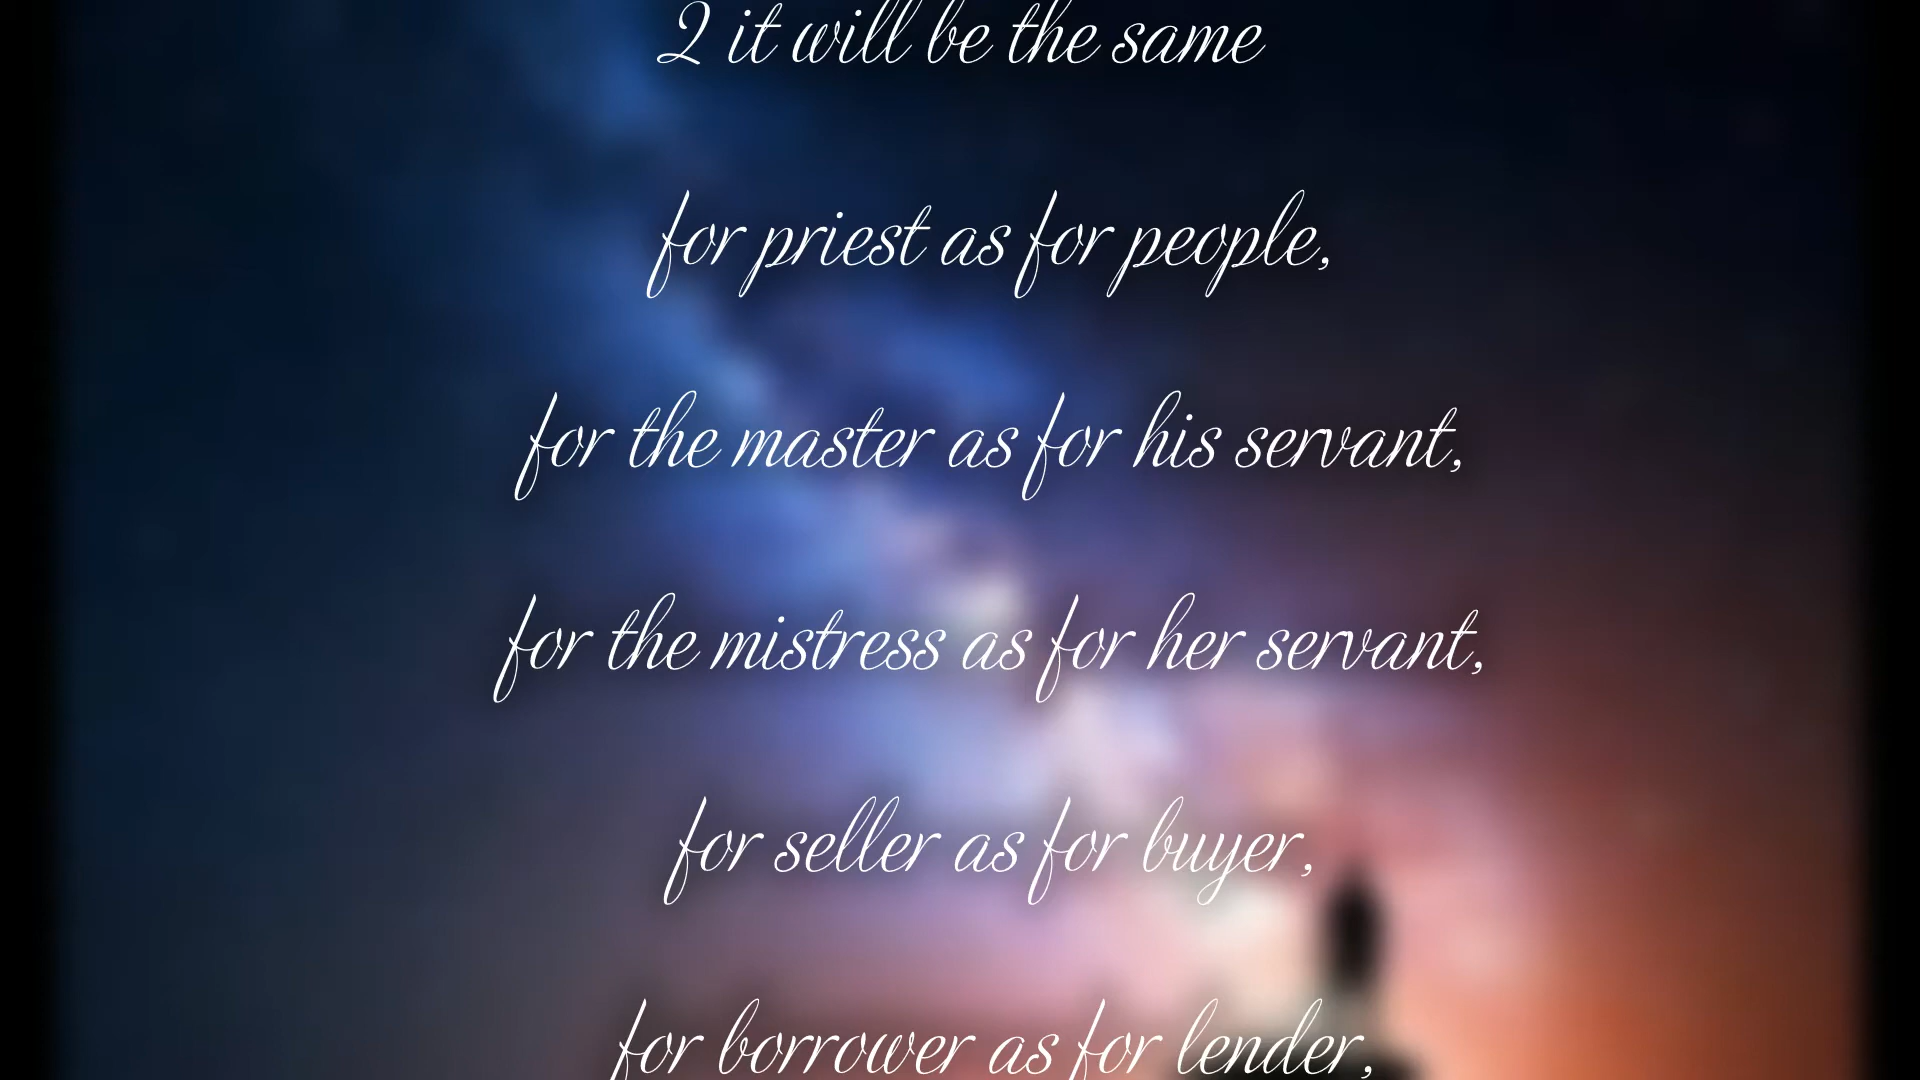 2 it will be the same
for priest as for people,
for the master as for his servant,
for the mistress as for her servant,
for seller as for buyer,
for borrower as for lender,